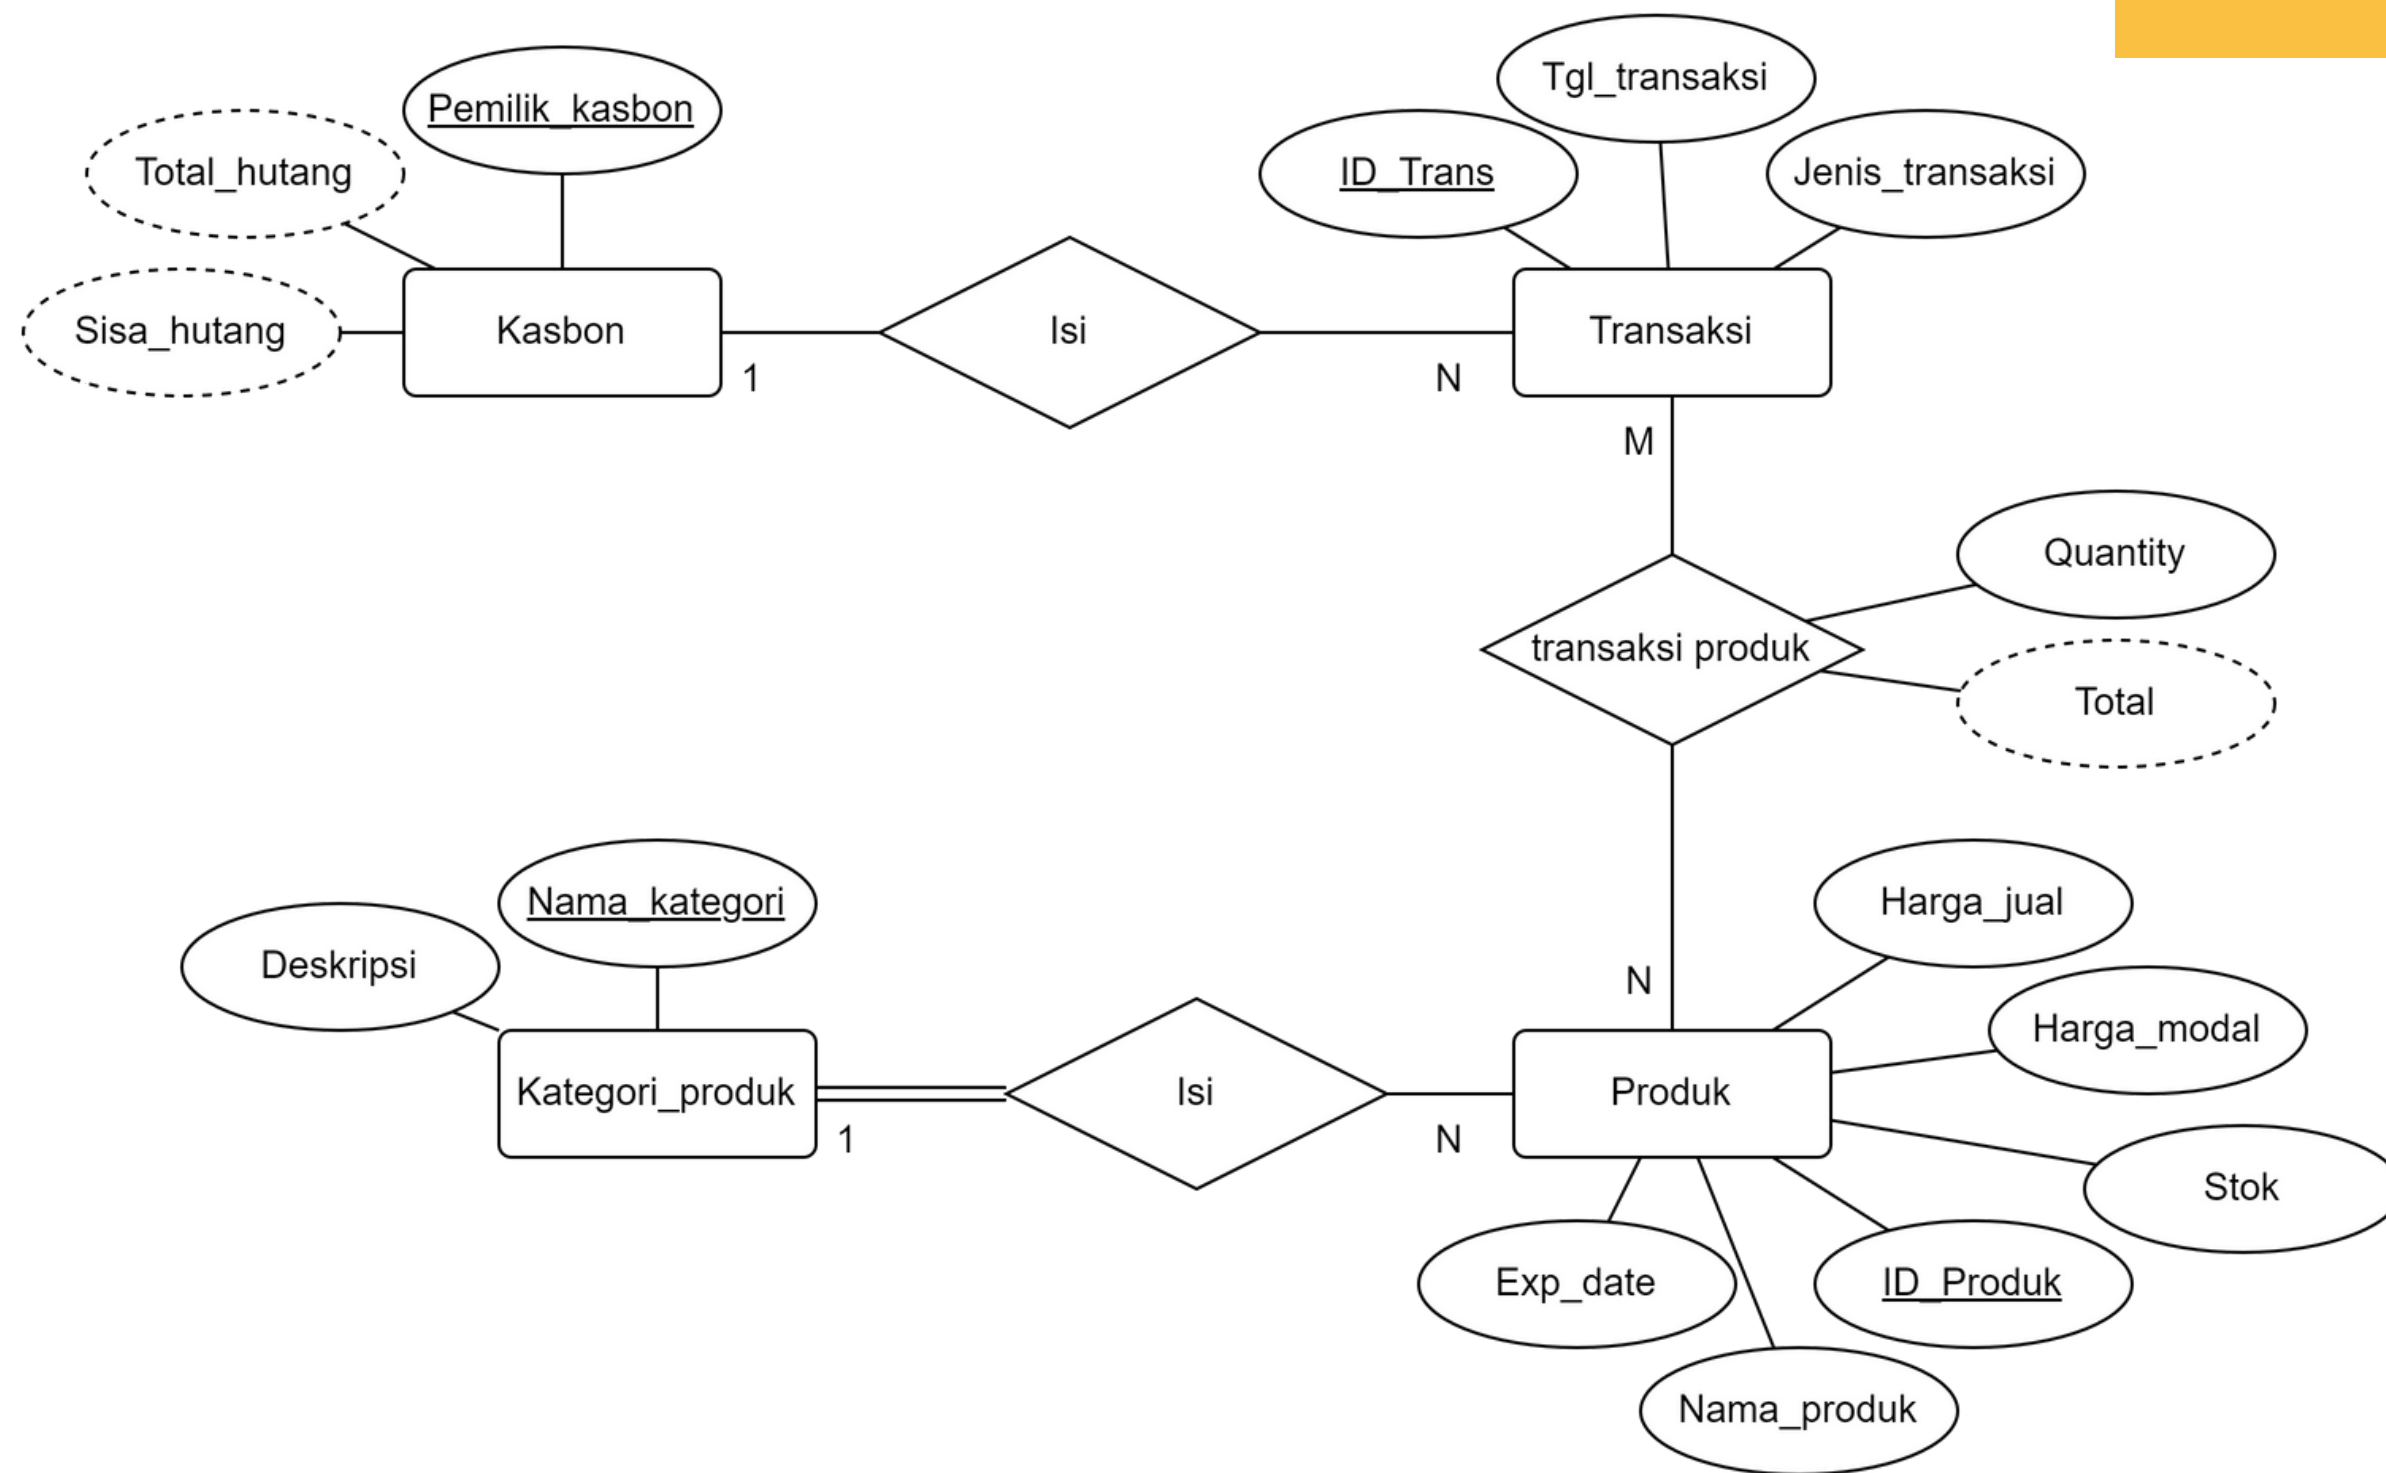 Tgl_transaksi
Pemilik_kasbon
Total_hutang
ID_Trans
Jenis_transaksi
Sisa_hutang
Kasbon
Isi
Transaksi
1
N
M
Quantity
transaksi produk
Total
Nama_kategori
Harga_jual
Deskripsi
N
Harga_modal
Kategori_produk
Isi
Produk
1
N
Stok
Exp_date
ID_Produk
Nama_produk